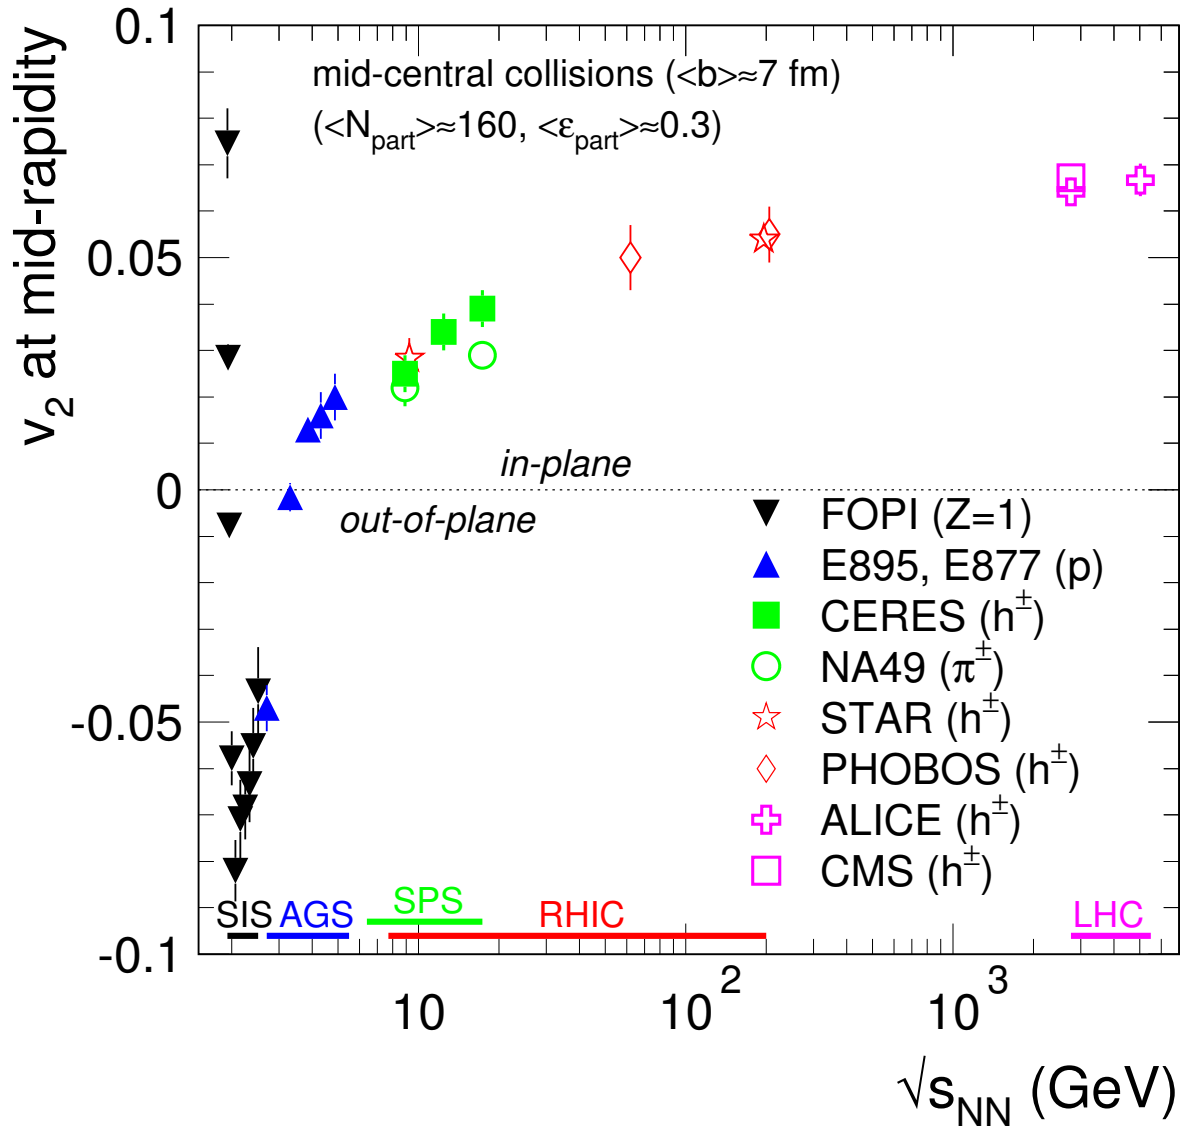 v₂ at mid-rapidity
0.1
0.05
0
-0.05
-0.1
mid-central collisions (<b>≈7 fm)
(<N_part>≈160, <ε_part>≈0.3)
in-plane
out-of-plane
FOPI (Z=1)
E895, E877 (p)
CERES (h±)
NA49 (π±)
STAR (h±)
PHOBOS (h±)
ALICE (h±)
CMS (h±)
SIS
AGS
SPS
RHIC
LHC
10
10²
10³
√s_NN (GeV)